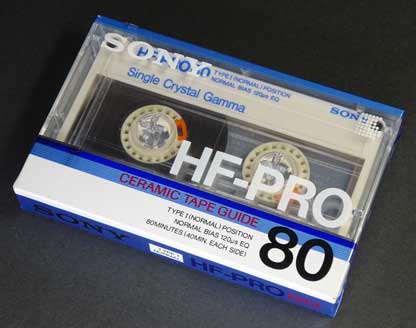 SONY
TYPE I (NORMAL) POSITION
NORMAL BIAS 120µs EQ
Single Crystal Gamma
SONY
HF-PRO
CERAMIC TAPE GUIDE
TYPE I (NORMAL) POSITION
NORMAL BIAS 120µs EQ
80MINUTES (40MIN. EACH SIDE)
80
SONY
HF-PRO